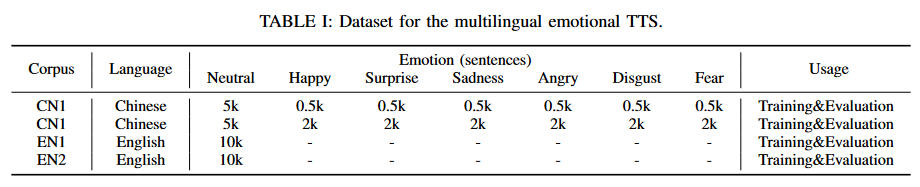 TABLE I: Dataset for the multilingual emotional TTS.
Corpus Language Emotion (sentences) Usage
Neutral Happy Surprise Sadness Angry Disgust Fear
CN1 Chinese 5k 0.5k 0.5k 0.5k 0.5k 0.5k 0.5k Training&Evaluation
CN1 Chinese 5k 2k 2k 2k 2k 2k 2k Training&Evaluation
EN1 English 10k - - - - - - Training&Evaluation
EN2 English 10k - - - - - - Training&Evaluation